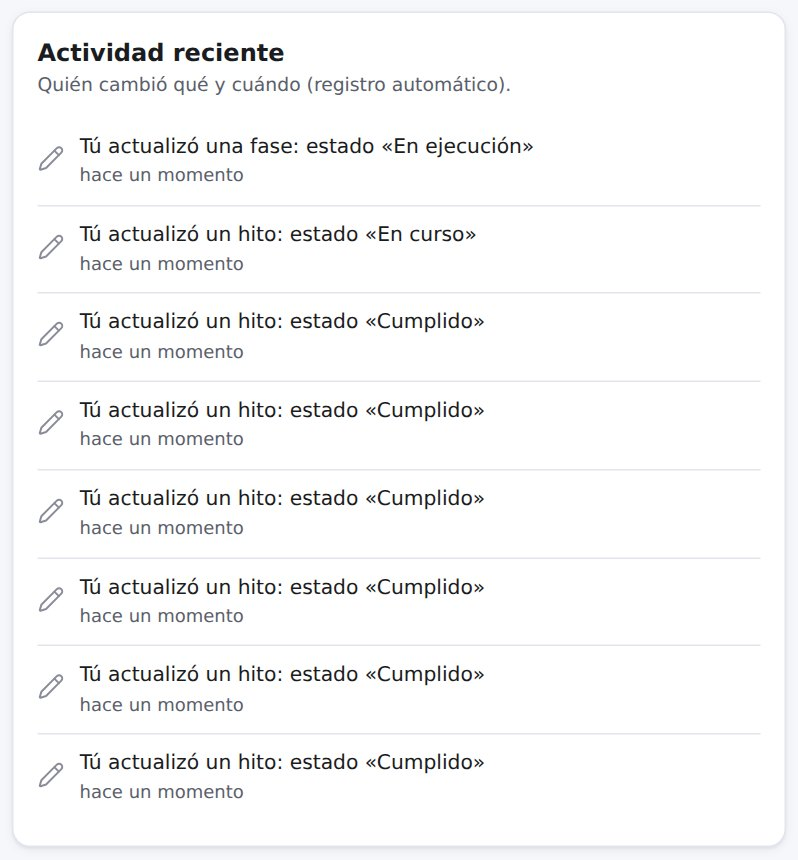 Actividad reciente
Quién cambió qué y cuándo (registro automático).
Tú actualizó una fase: estado «En ejecución»
hace un momento
Tú actualizó un hito: estado «En curso»
hace un momento
Tú actualizó un hito: estado «Cumplido»
hace un momento
Tú actualizó un hito: estado «Cumplido»
hace un momento
Tú actualizó un hito: estado «Cumplido»
hace un momento
Tú actualizó un hito: estado «Cumplido»
hace un momento
Tú actualizó un hito: estado «Cumplido»
hace un momento
Tú actualizó un hito: estado «Cumplido»
hace un momento